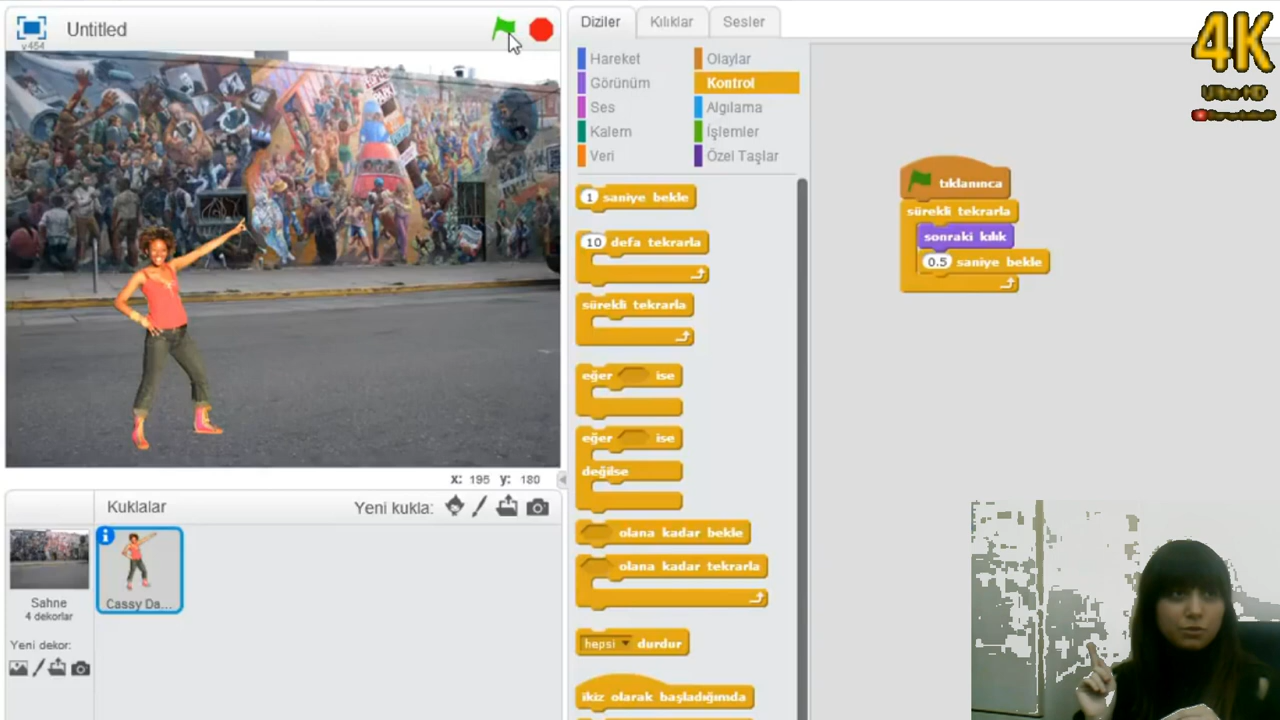 Untitled
v454
Diziler
Kılıklar
Sesler
4K
Ultra HD
Hareket
Olaylar
Görünüm
Kontrol
Ses
Algılama
Kalem
İşlemler
Veri
Özel Taşlar
1 saniye bekle
10 defa tekrarla
sürekli tekrarla
eğer ise
eğer ise
değilse
olana kadar bekle
olana kadar tekrarla
hepsi durdur
ikiz olarak başladığımda
tıklanınca
sürekli tekrarla
sonraki kılık
0.5 saniye bekle
x: 195 y: 180
Kuklalar
Yeni kukla:
Sahne
4 dekorlar
Yeni dekor:
Cassy Da...